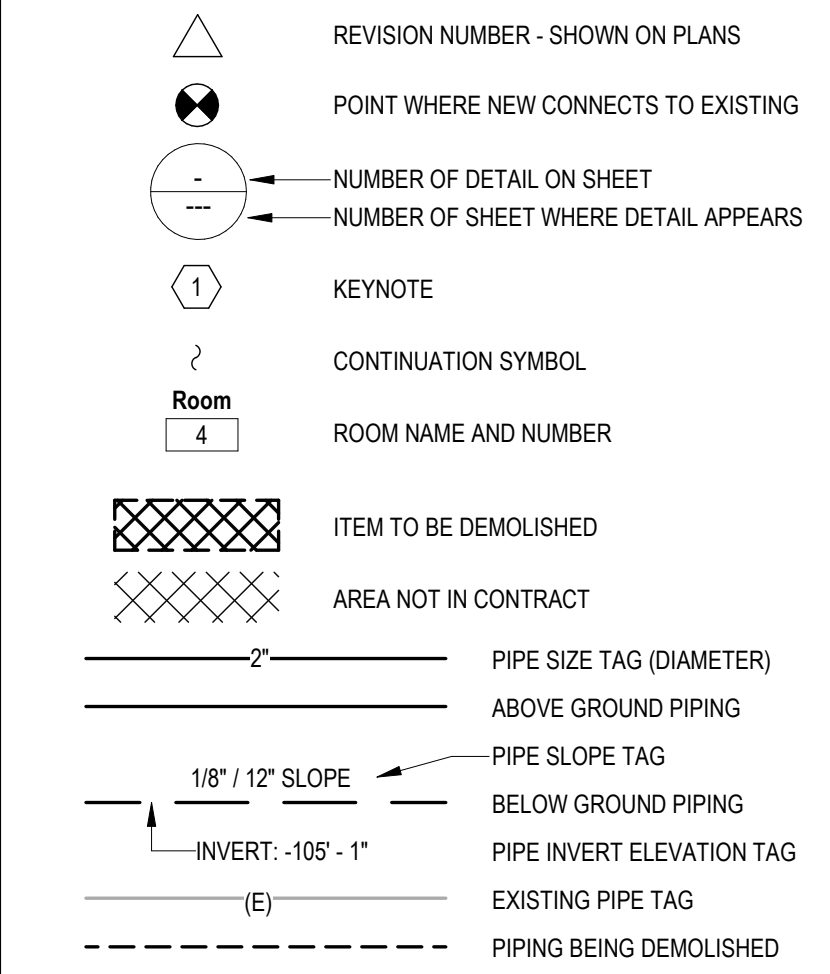 REVISION NUMBER - SHOWN ON PLANS
POINT WHERE NEW CONNECTS TO EXISTING
-
NUMBER OF DETAIL ON SHEET
---
NUMBER OF SHEET WHERE DETAIL APPEARS
1
KEYNOTE
CONTINUATION SYMBOL
Room
4
ROOM NAME AND NUMBER
ITEM TO BE DEMOLISHED
AREA NOT IN CONTRACT
2"
PIPE SIZE TAG (DIAMETER)
ABOVE GROUND PIPING
PIPE SLOPE TAG
1/8" / 12" SLOPE
BELOW GROUND PIPING
INVERT: -105' - 1"
PIPE INVERT ELEVATION TAG
(E)
EXISTING PIPE TAG
PIPING BEING DEMOLISHED